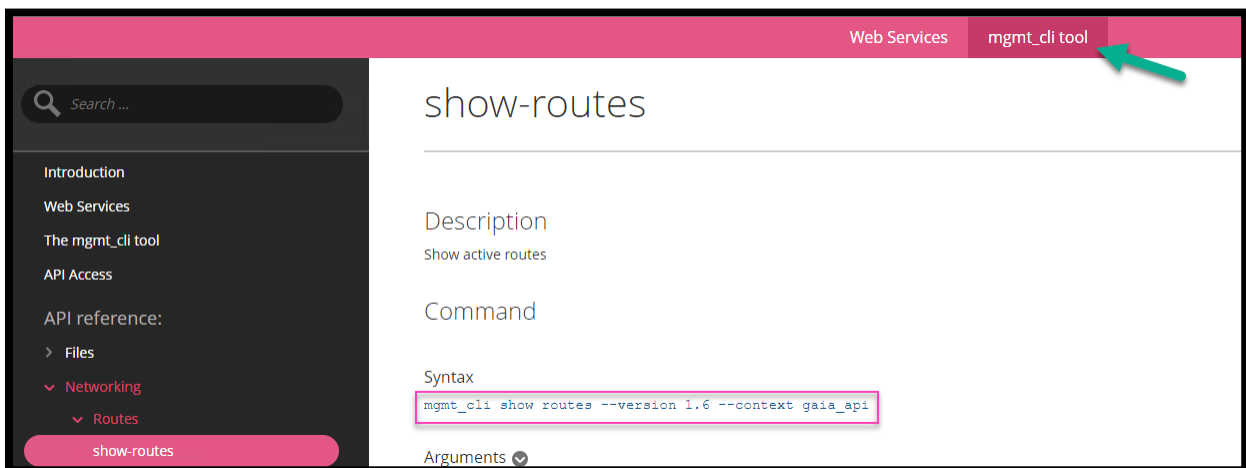 Web Services
mgmt_cli tool
Search ...
Introduction
Web Services
The mgmt_cli tool
API Access
API reference:
Files
Networking
Routes
show-routes
show-routes
Description
Show active routes
Command
Syntax
mgmt_cli show routes --version 1.6 --context gaia_api
Arguments